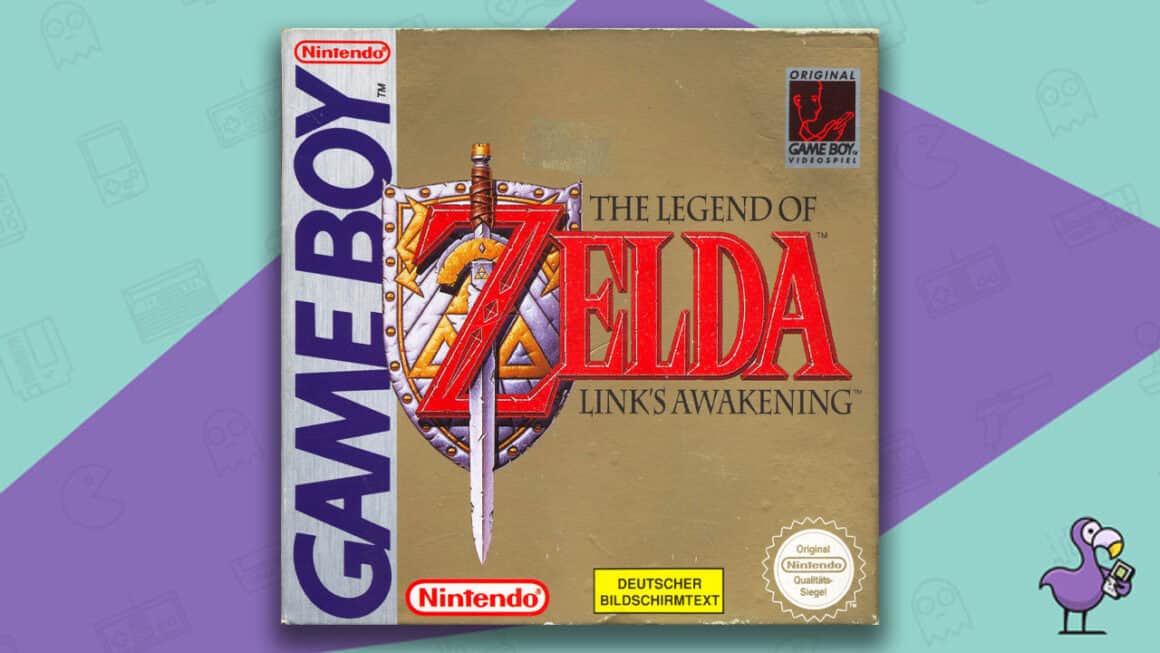 Nintendo
GAME BOY™
ORIGINAL
GAME BOY™
VIDEOSPIEL
THE LEGEND OF
ZELDA™
LINK'S AWAKENING™
Nintendo
DEUTSCHER
BILDSCHIRMTEXT
Original
Nintendo
Qualitäts-
Siegel